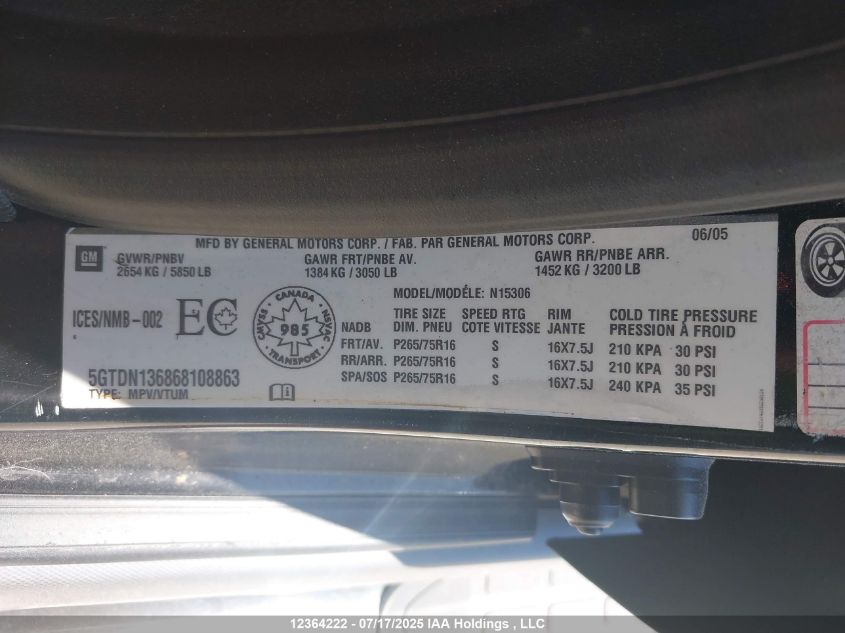 MFD BY GENERAL MOTORS CORP. / FAB. PAR GENERAL MOTORS CORP.
06/05
GM
GVWR/PNBV
2654 KG / 5850 LB
GAWR FRT/PNBE AV.
1384 KG / 3050 LB
GAWR RR/PNBE ARR.
1452 KG / 3200 LB
MODEL/MODÉLE: N15306
ICES/NMB-002
EC
CANADA
CMVSS 985 NSVAC
TRANSPORT
TIRE SIZE SPEED RTG RIM COLD TIRE PRESSURE
NADB DIM. PNEU COTE VITESSE JANTE PRESSION À FROID
FRT/AV. P265/75R16 S 16X7.5J 210 KPA 30 PSI
RR/ARR. P265/75R16 S 16X7.5J 210 KPA 30 PSI
SPA/SOS P265/75R16 S 16X7.5J 240 KPA 35 PSI
5GTDN136868108863
TYPE: MPV/VTUM
12364222 - 07/17/2025 IAA Holdings, LLC